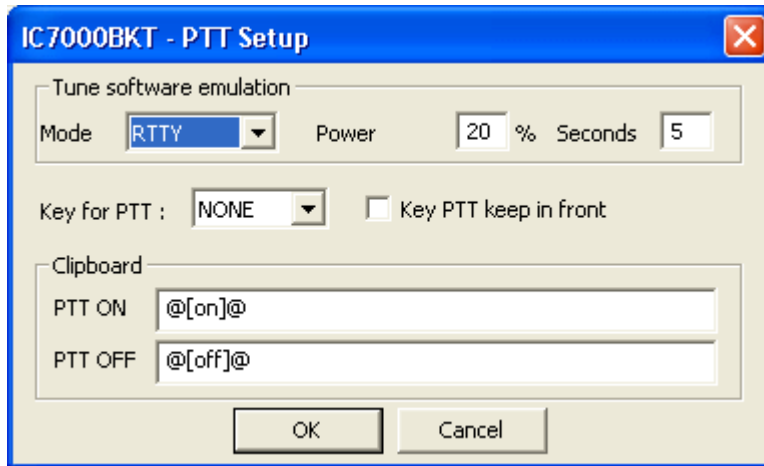 IC7000BKT - PTT Setup
Tune software emulation
Mode RTTY Power 20 % Seconds 5
Key for PTT : NONE Key PTT keep in front
Clipboard
PTT ON @[on]@
PTT OFF @[off]@
OK Cancel